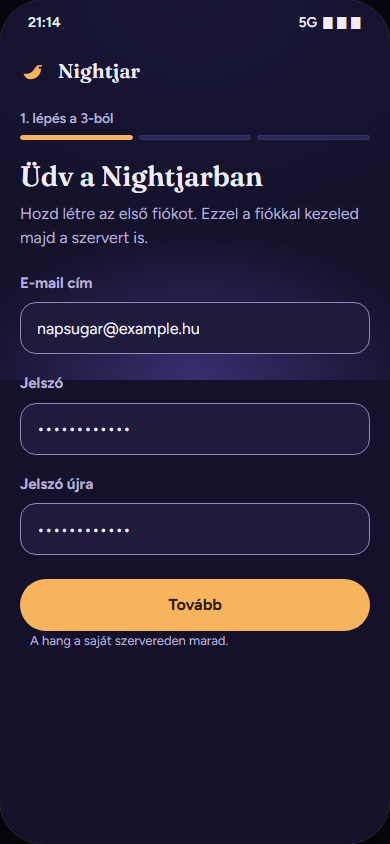 21:14
5G
Nightjar
1. lépés a 3-ból
Üdv a Nightjarban
Hozd létre az első fiókot. Ezzel a fiókkal kezeled
majd a szervert is.
E-mail cím
napsugar@example.hu
Jelszó
••••••••••••
Jelszó újra
••••••••••••
Tovább
A hang a saját szervereden marad.